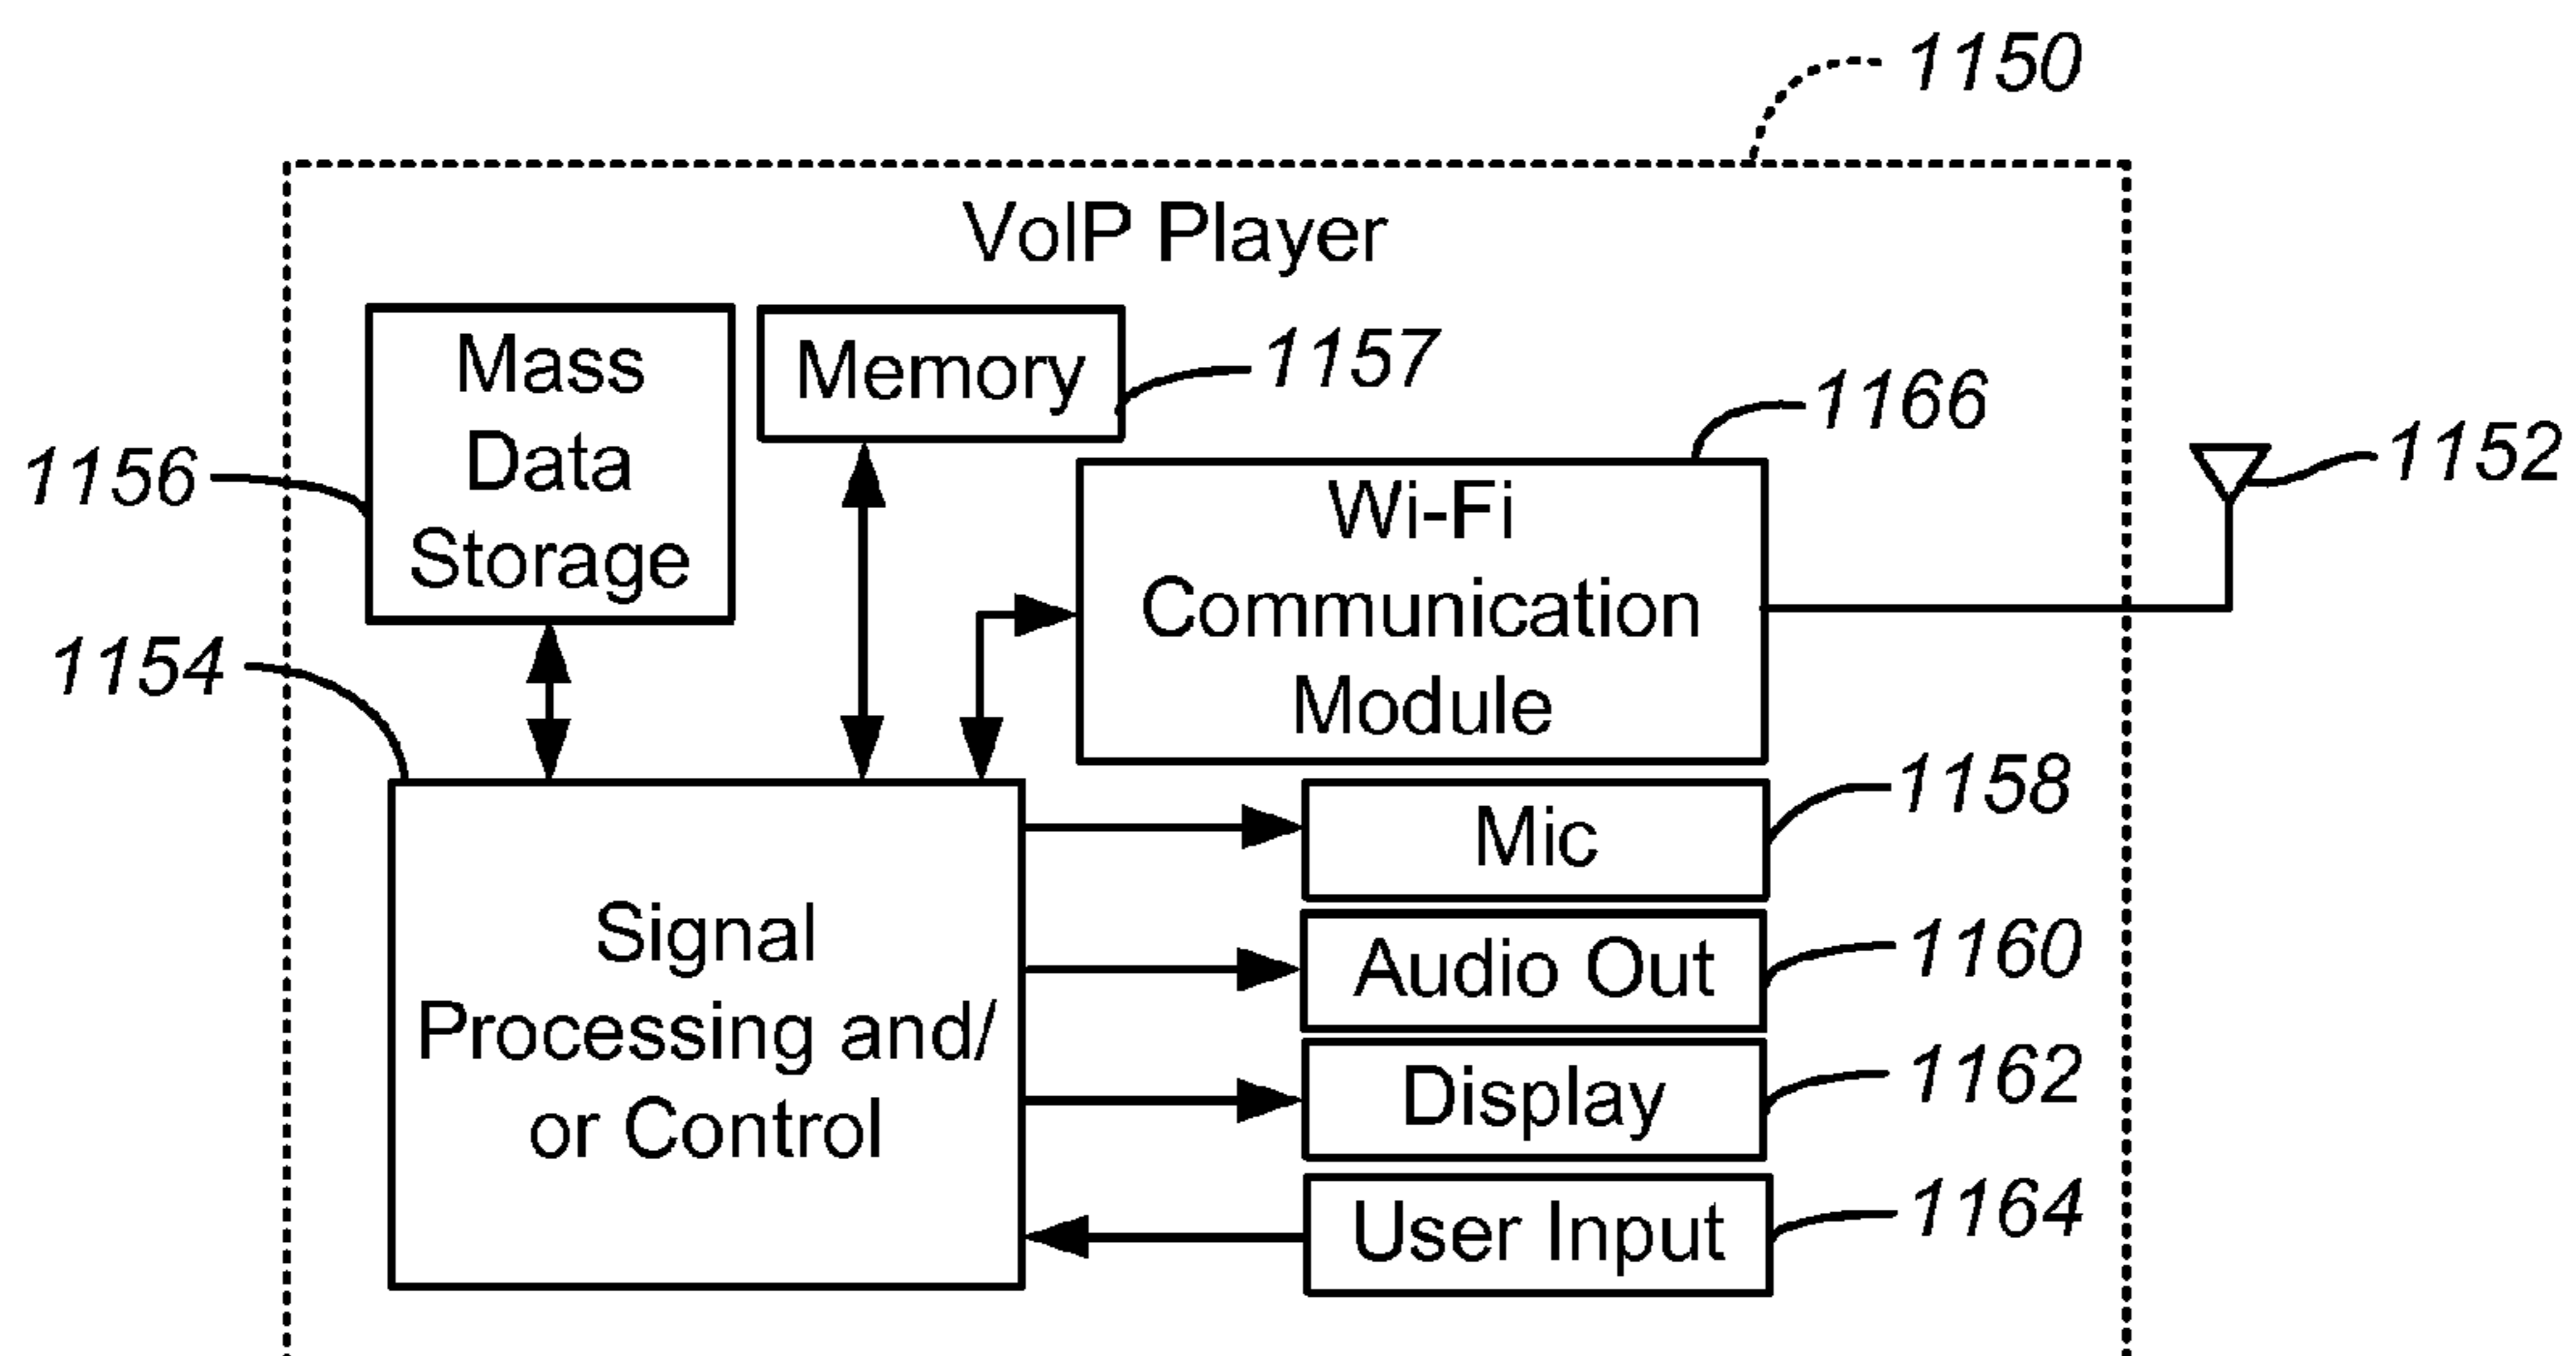 1150
VoIP Player
Mass
Data
Storage
Memory
1157
1166
1156
Wi-Fi
Communication
Module
1152
1154
Signal
Processing and/
or Control
Mic
1158
Audio Out
1160
Display
1162
User Input
1164